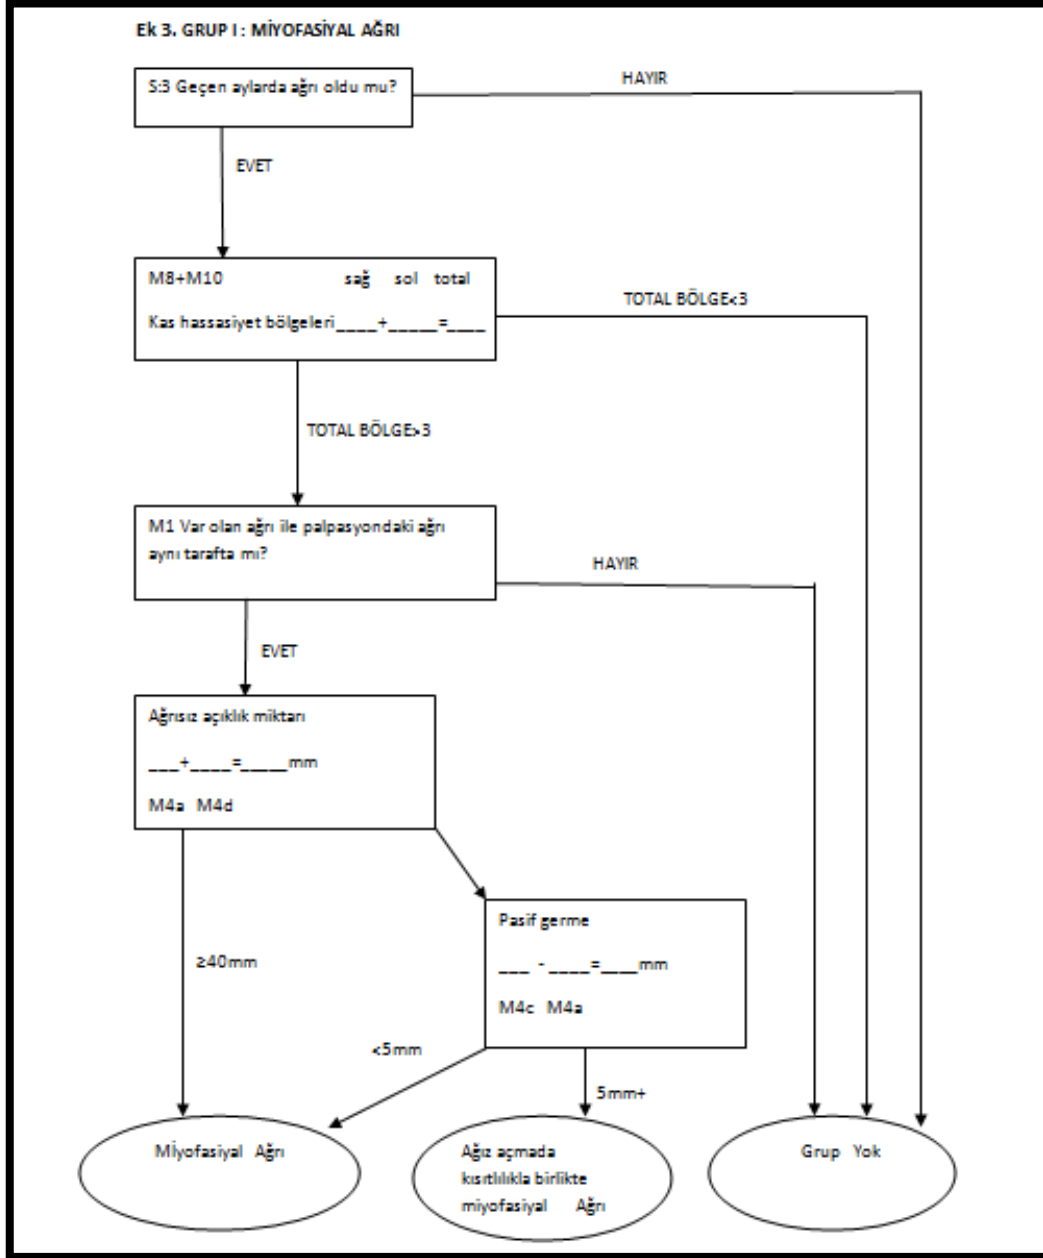 Ek 3. GRUP I : MİYOFASİYAL AĞRI
S:3 Geçen aylarda ağrı oldu mu?
HAYIR
EVET
M8+M10 sağ sol total
Kas hassasiyet bölgeleri____+_____=____
TOTAL BÖLGE<3
TOTAL BÖLGE>3
M1 Var olan ağrı ile palpasyondaki ağrı
aynı tarafta mı?
HAYIR
EVET
Ağrısız açıklık miktarı
___+____=_____mm
M4a M4d
Pasif germe
___ - ____=____mm
M4c M4a
≥40mm
<5mm
5mm+
Mİyofasiyal Ağrı
Ağız açmada
kısıtlılıkla birlikte
miyofasiyal Ağrı
Grup Yok